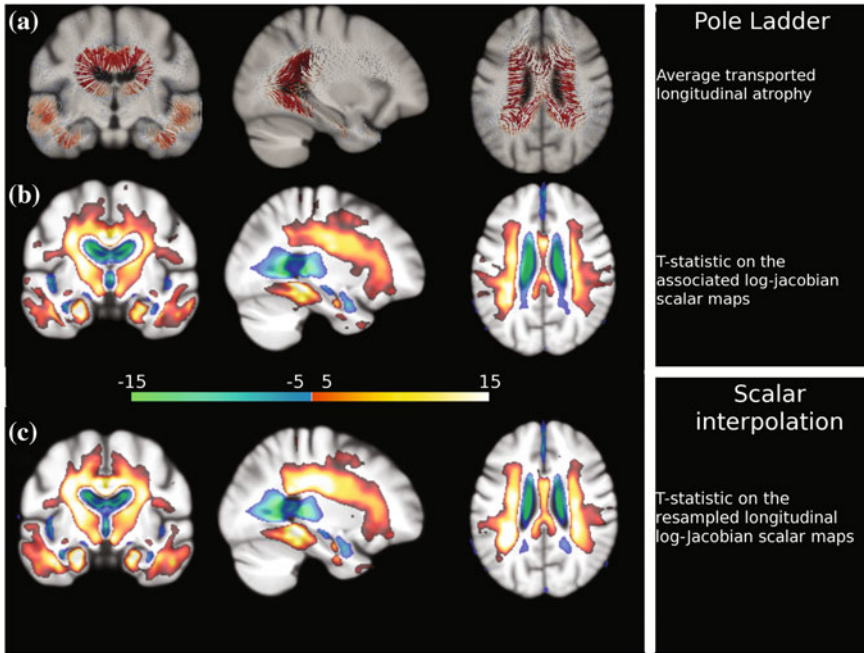 (a)
Pole Ladder
Average transported
longitudinal atrophy
(b)
T-statistic on the
associated log-jacobian
scalar maps
-15
-5
5
15
Scalar
interpolation
(c)
T-statistic on the
resampled longitudinal
log-Jacobian scalar maps